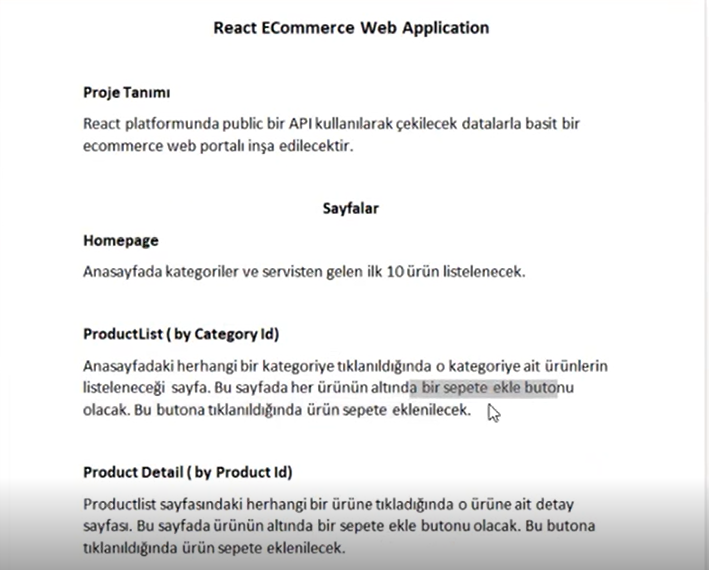 React ECommerce Web Application
Proje Tanımı
React platformunda public bir API kullanılarak çekilecek datalarla basit bir
ecommerce web portalı inşa edilecektir.
Sayfalar
Homepage
Anasayfada kategoriler ve servisten gelen ilk 10 ürün listelenecek.
ProductList ( by Category Id)
Anasayfadaki herhangi bir kategoriye tıklanıldığında o kategoriye ait ürünlerin
listeleneceği sayfa. Bu sayfada her ürünün altında bir sepete ekle butonu
olacak. Bu butona tıklanıldığında ürün sepete eklenilecek.
Product Detail ( by Product Id)
Productlist sayfasındaki herhangi bir ürüne tıkladığında o ürüne ait detay
sayfası. Bu sayfada ürünün altında bir sepete ekle butonu olacak. Bu butona
tıklanıldığında ürün sepete eklenilecek.